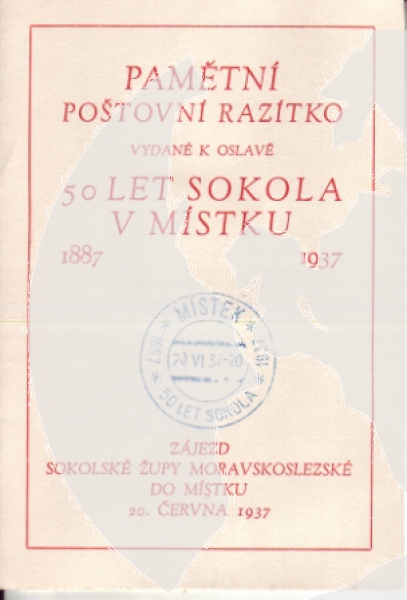 PAMĚTNÍ
POŠTOVNÍ RAZÍTKO
VYDANÉ K OSLAVĚ
50 LET SOKOLA
V MÍSTKU
1887 1937
* MÍSTEK *
1887 1937
20 VI 37-20
* 50 LET SOKOLA *
ZÁJEZD
SOKOLSKÉ ŽUPY MORAVSKOSLEZSKÉ
DO MÍSTKU
20. ČERVNA 1937